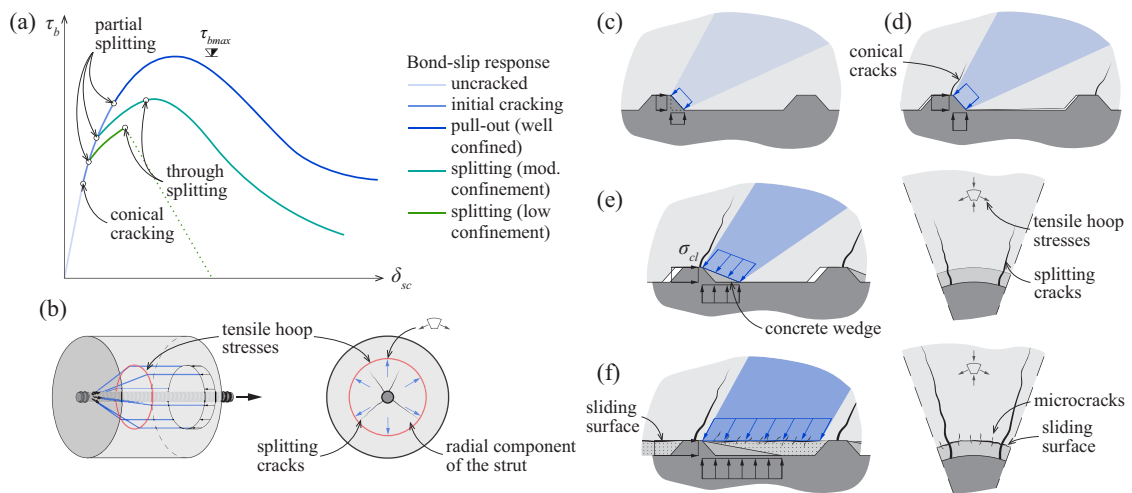 (a)
τb
partial
splitting
τbmax
Bond-slip response
uncracked
initial cracking
pull-out (well
confined)
splitting (mod.
confinement)
splitting (low
confinement)
through
splitting
conical
cracking
δsc
(b)
tensile hoop
stresses
splitting
cracks
radial component
of the strut
(c)
(d)
conical
cracks
(e)
σcl
concrete wedge
tensile hoop
stresses
splitting
cracks
(f)
sliding
surface
microcracks
sliding
surface